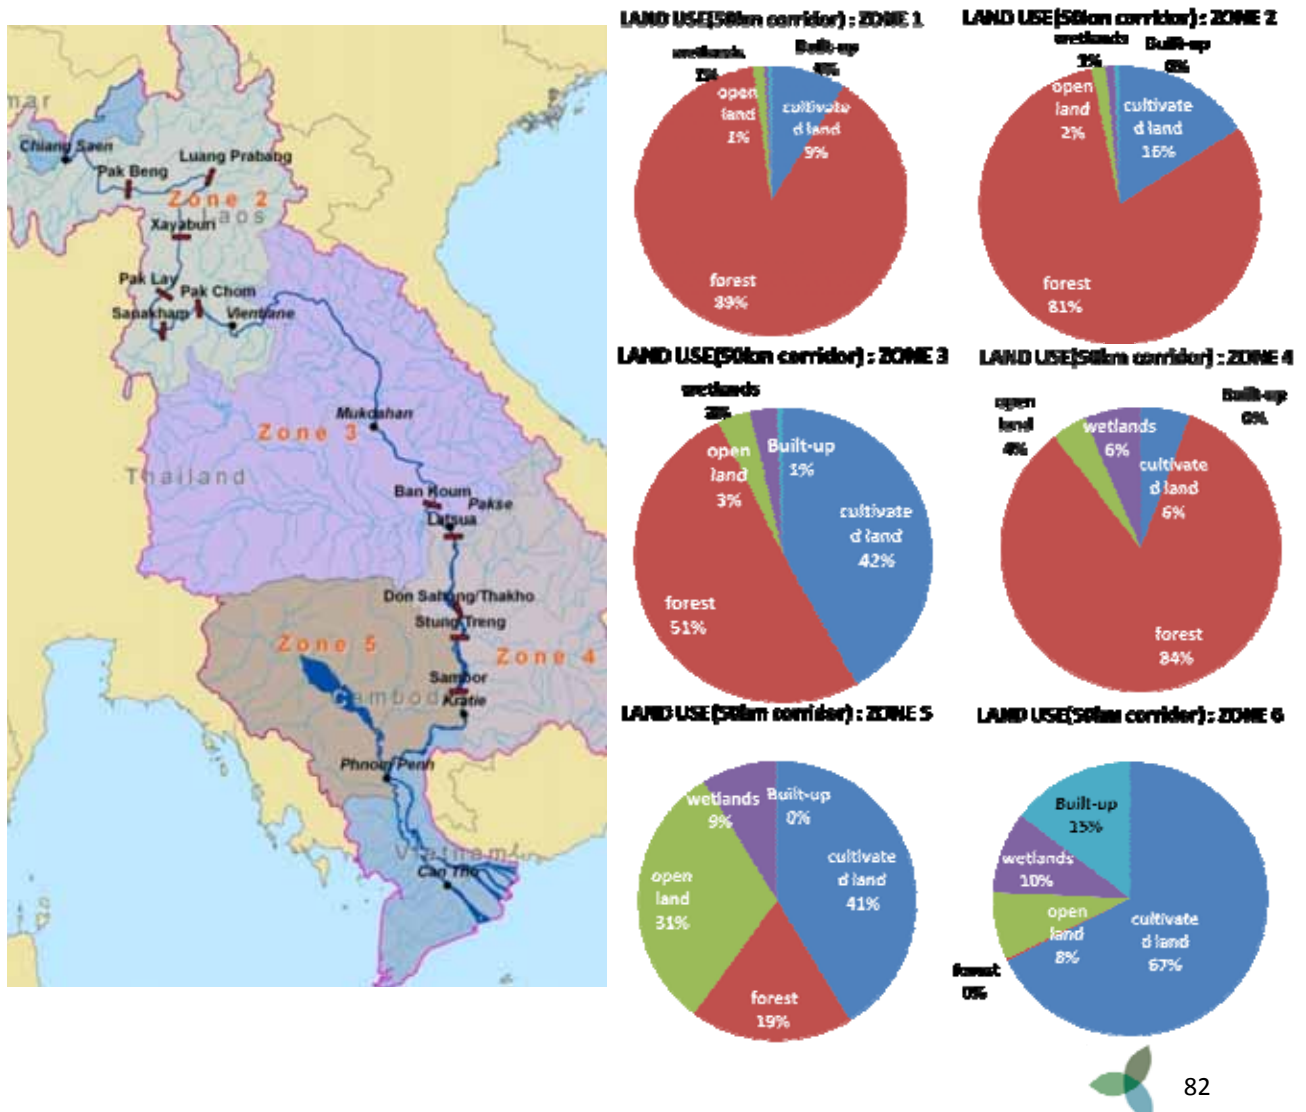 mar
Chiang Saen
Pak Beng
Luang Prababg
Zone 2
Laos
Xayaburi
Pak Lay
Pak Chom
Sanakham
Vientiane
Mukdahan
Zone 3
Thailand
Ban Koum
Pakse
Latsua
Don Sahong/Thakho
Stung Treng
Zone 5
Zone 4
Sambor
Cambod
Kratie
Phnom Penh
Vietnam
Can Tho
LAND USE(50km corridor) : ZONE 1
wetlands
1%
Built-up
open
land
1%
cultivate
d land
9%
forest
89%
LAND USE(50km corridor) : ZONE 2
wetlands
1%
Built-up
0%
open
land
2%
cultivate
d land
16%
forest
81%
LAND USE(50km corridor) : ZONE 3
wetlands
open
land
3%
Built-up
1%
cultivate
d land
42%
forest
51%
LAND USE(50km corridor) : ZONE 4
open
land
4%
wetlands
6%
Built-up
0%
cultivate
d land
6%
forest
84%
LAND USE(50km corridor) : ZONE 5
wetlands
9%
Built-up
0%
open
land
31%
cultivate
d land
41%
forest
19%
LAND USE(50km corridor) : ZONE 6
Built-up
15%
wetlands
10%
open
land
8%
cultivate
d land
67%
forest
0%
82